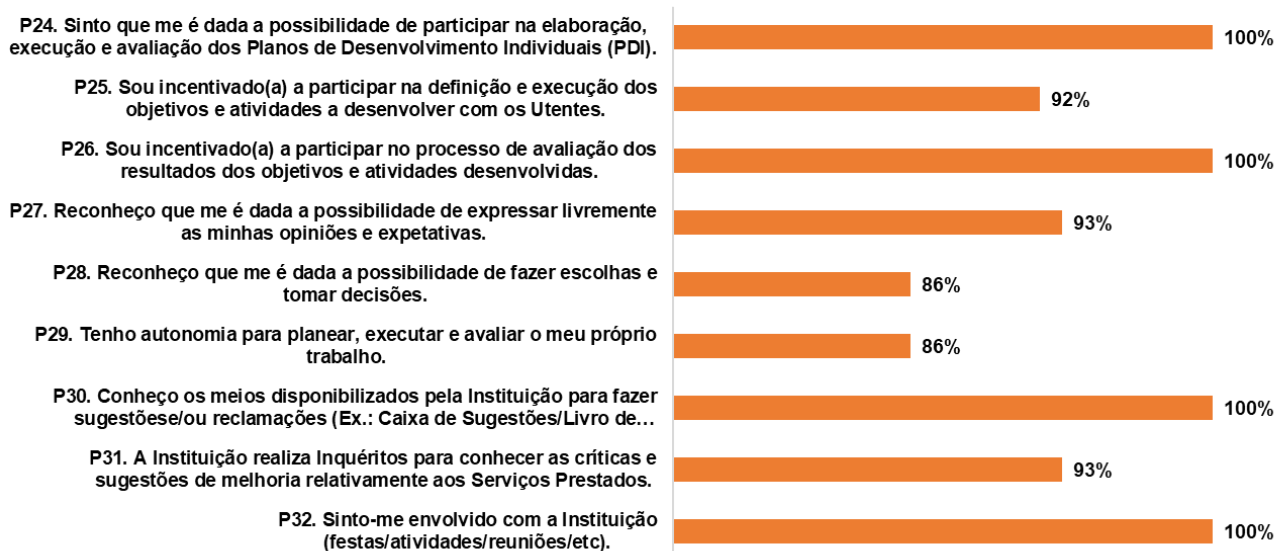 P24. Sinto que me é dada a possibilidade de participar na elaboração,
execução e avaliação dos Planos de Desenvolvimento Individuais (PDI).
100%
P25. Sou incentivado(a) a participar na definição e execução dos
objetivos e atividades a desenvolver com os Utentes.
92%
P26. Sou incentivado(a) a participar no processo de avaliação dos
resultados dos objetivos e atividades desenvolvidas.
100%
P27. Reconheço que me é dada a possibilidade de expressar livremente
as minhas opiniões e expetativas.
93%
P28. Reconheço que me é dada a possibilidade de fazer escolhas e
tomar decisões.
86%
P29. Tenho autonomia para planear, executar e avaliar o meu próprio
trabalho.
86%
P30. Conheço os meios disponibilizados pela Instituição para fazer
sugestõese/ou reclamações (Ex.: Caixa de Sugestões/Livro de…
100%
P31. A Instituição realiza Inquéritos para conhecer as críticas e
sugestões de melhoria relativamente aos Serviços Prestados.
93%
P32. Sinto-me envolvido com a Instituição
(festas/atividades/reuniões/etc).
100%